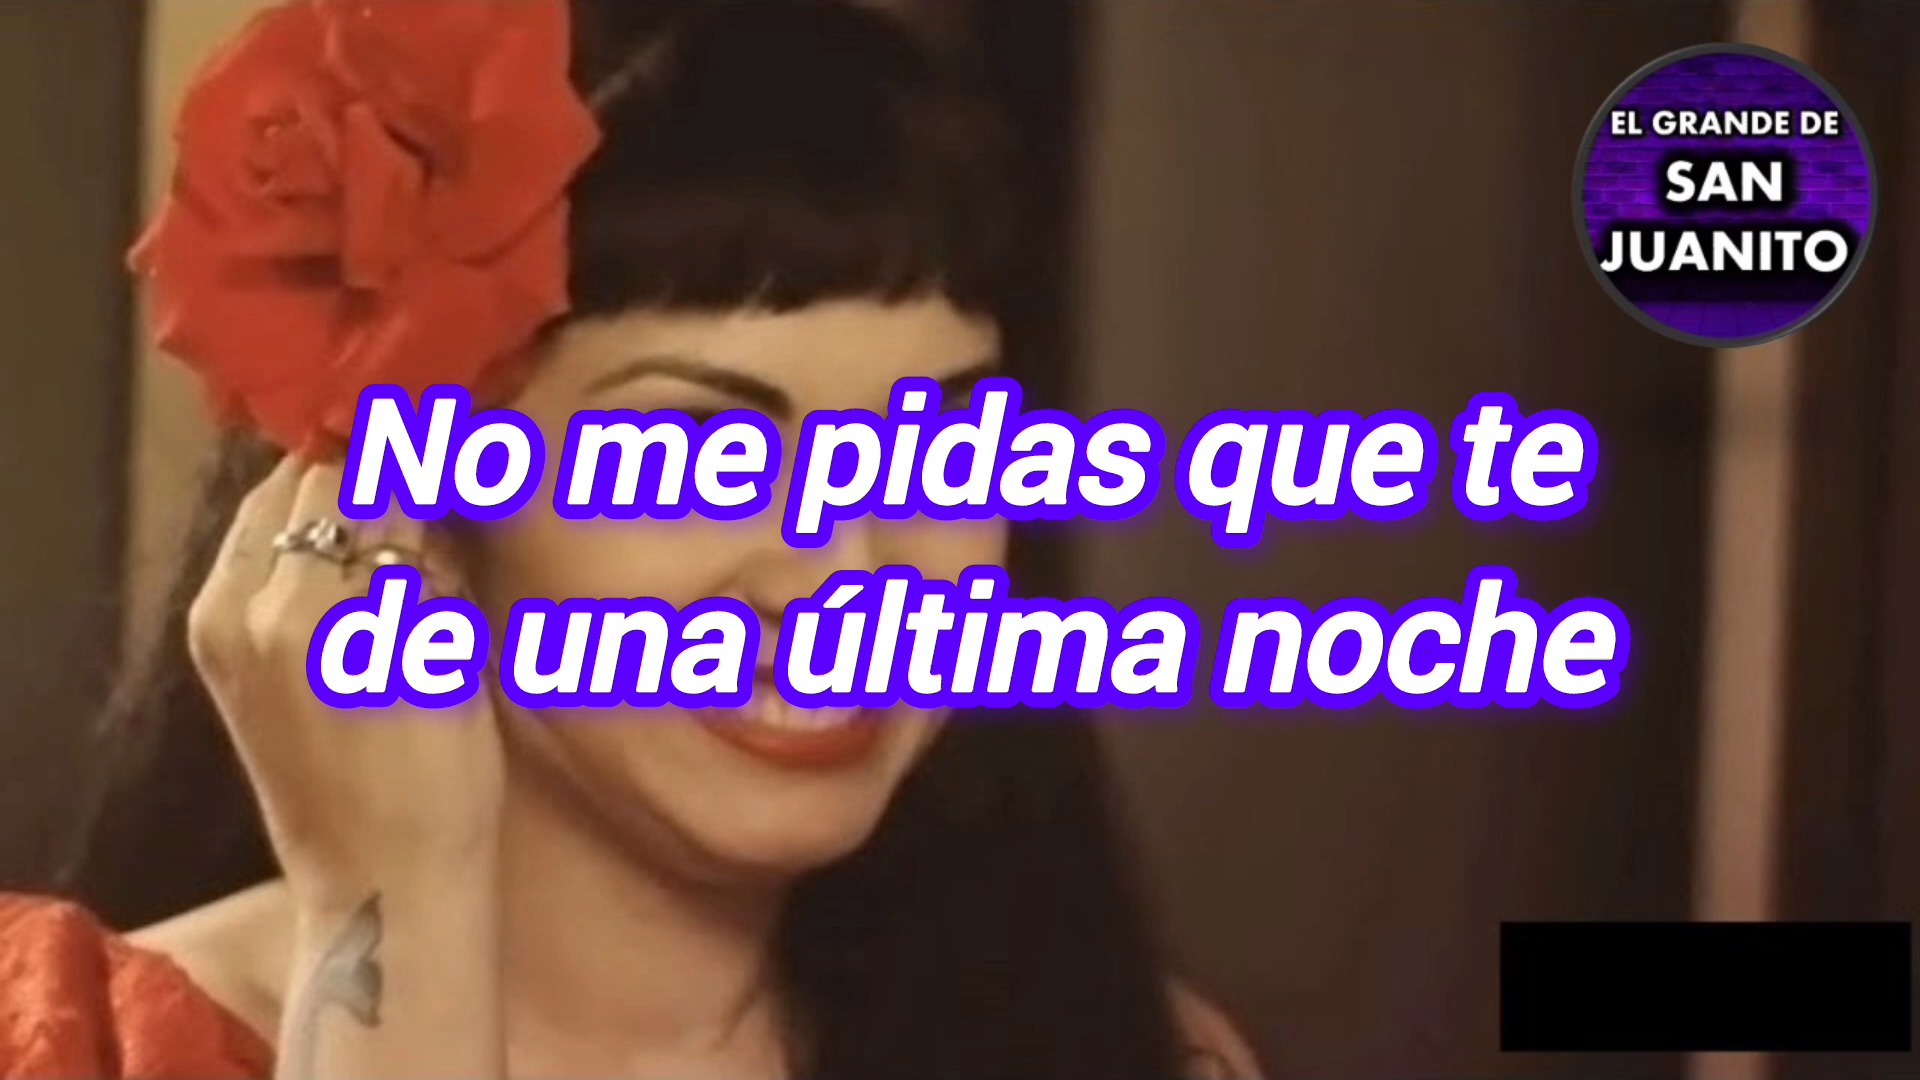 EL GRANDE DE
SAN
JUANITO
No me pidas que te
de una última noche